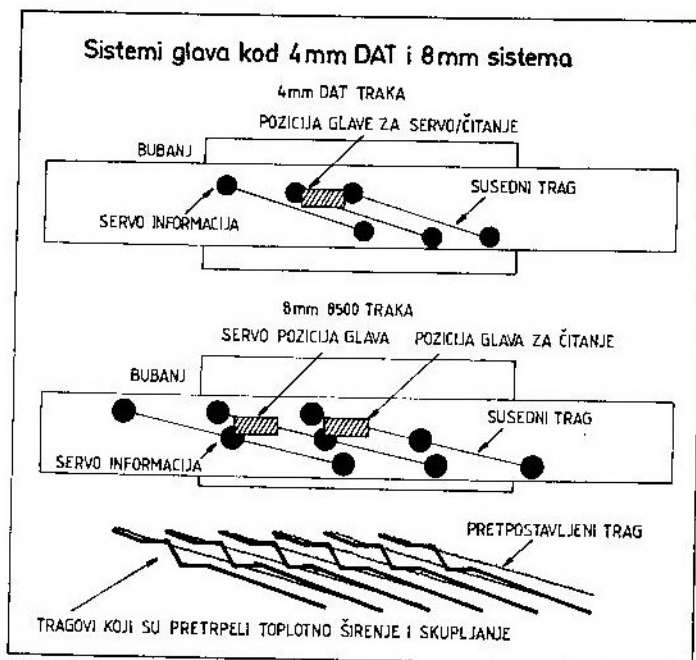 Sistemi glava kod 4mm DAT i 8mm sistema
4mm DAT TRAKA
POZICIJA GLAVE ZA SERVO/ČITANJE
BUBANJ
SUSEDNI TRAG
SERVO INFORMACIJA
8mm 8500 TRAKA
SERVO POZICIJA GLAVA
POZICIJA GLAVA ZA ČITANJE
BUBANJ
SUSEDNI TRAG
SERVO INFORMACIJA
PRETPOSTAVLJENI TRAG
TRAGOVI KOJI SU PRETRPELI TOPLOTNO ŠIRENJE I SKUPLJANJE